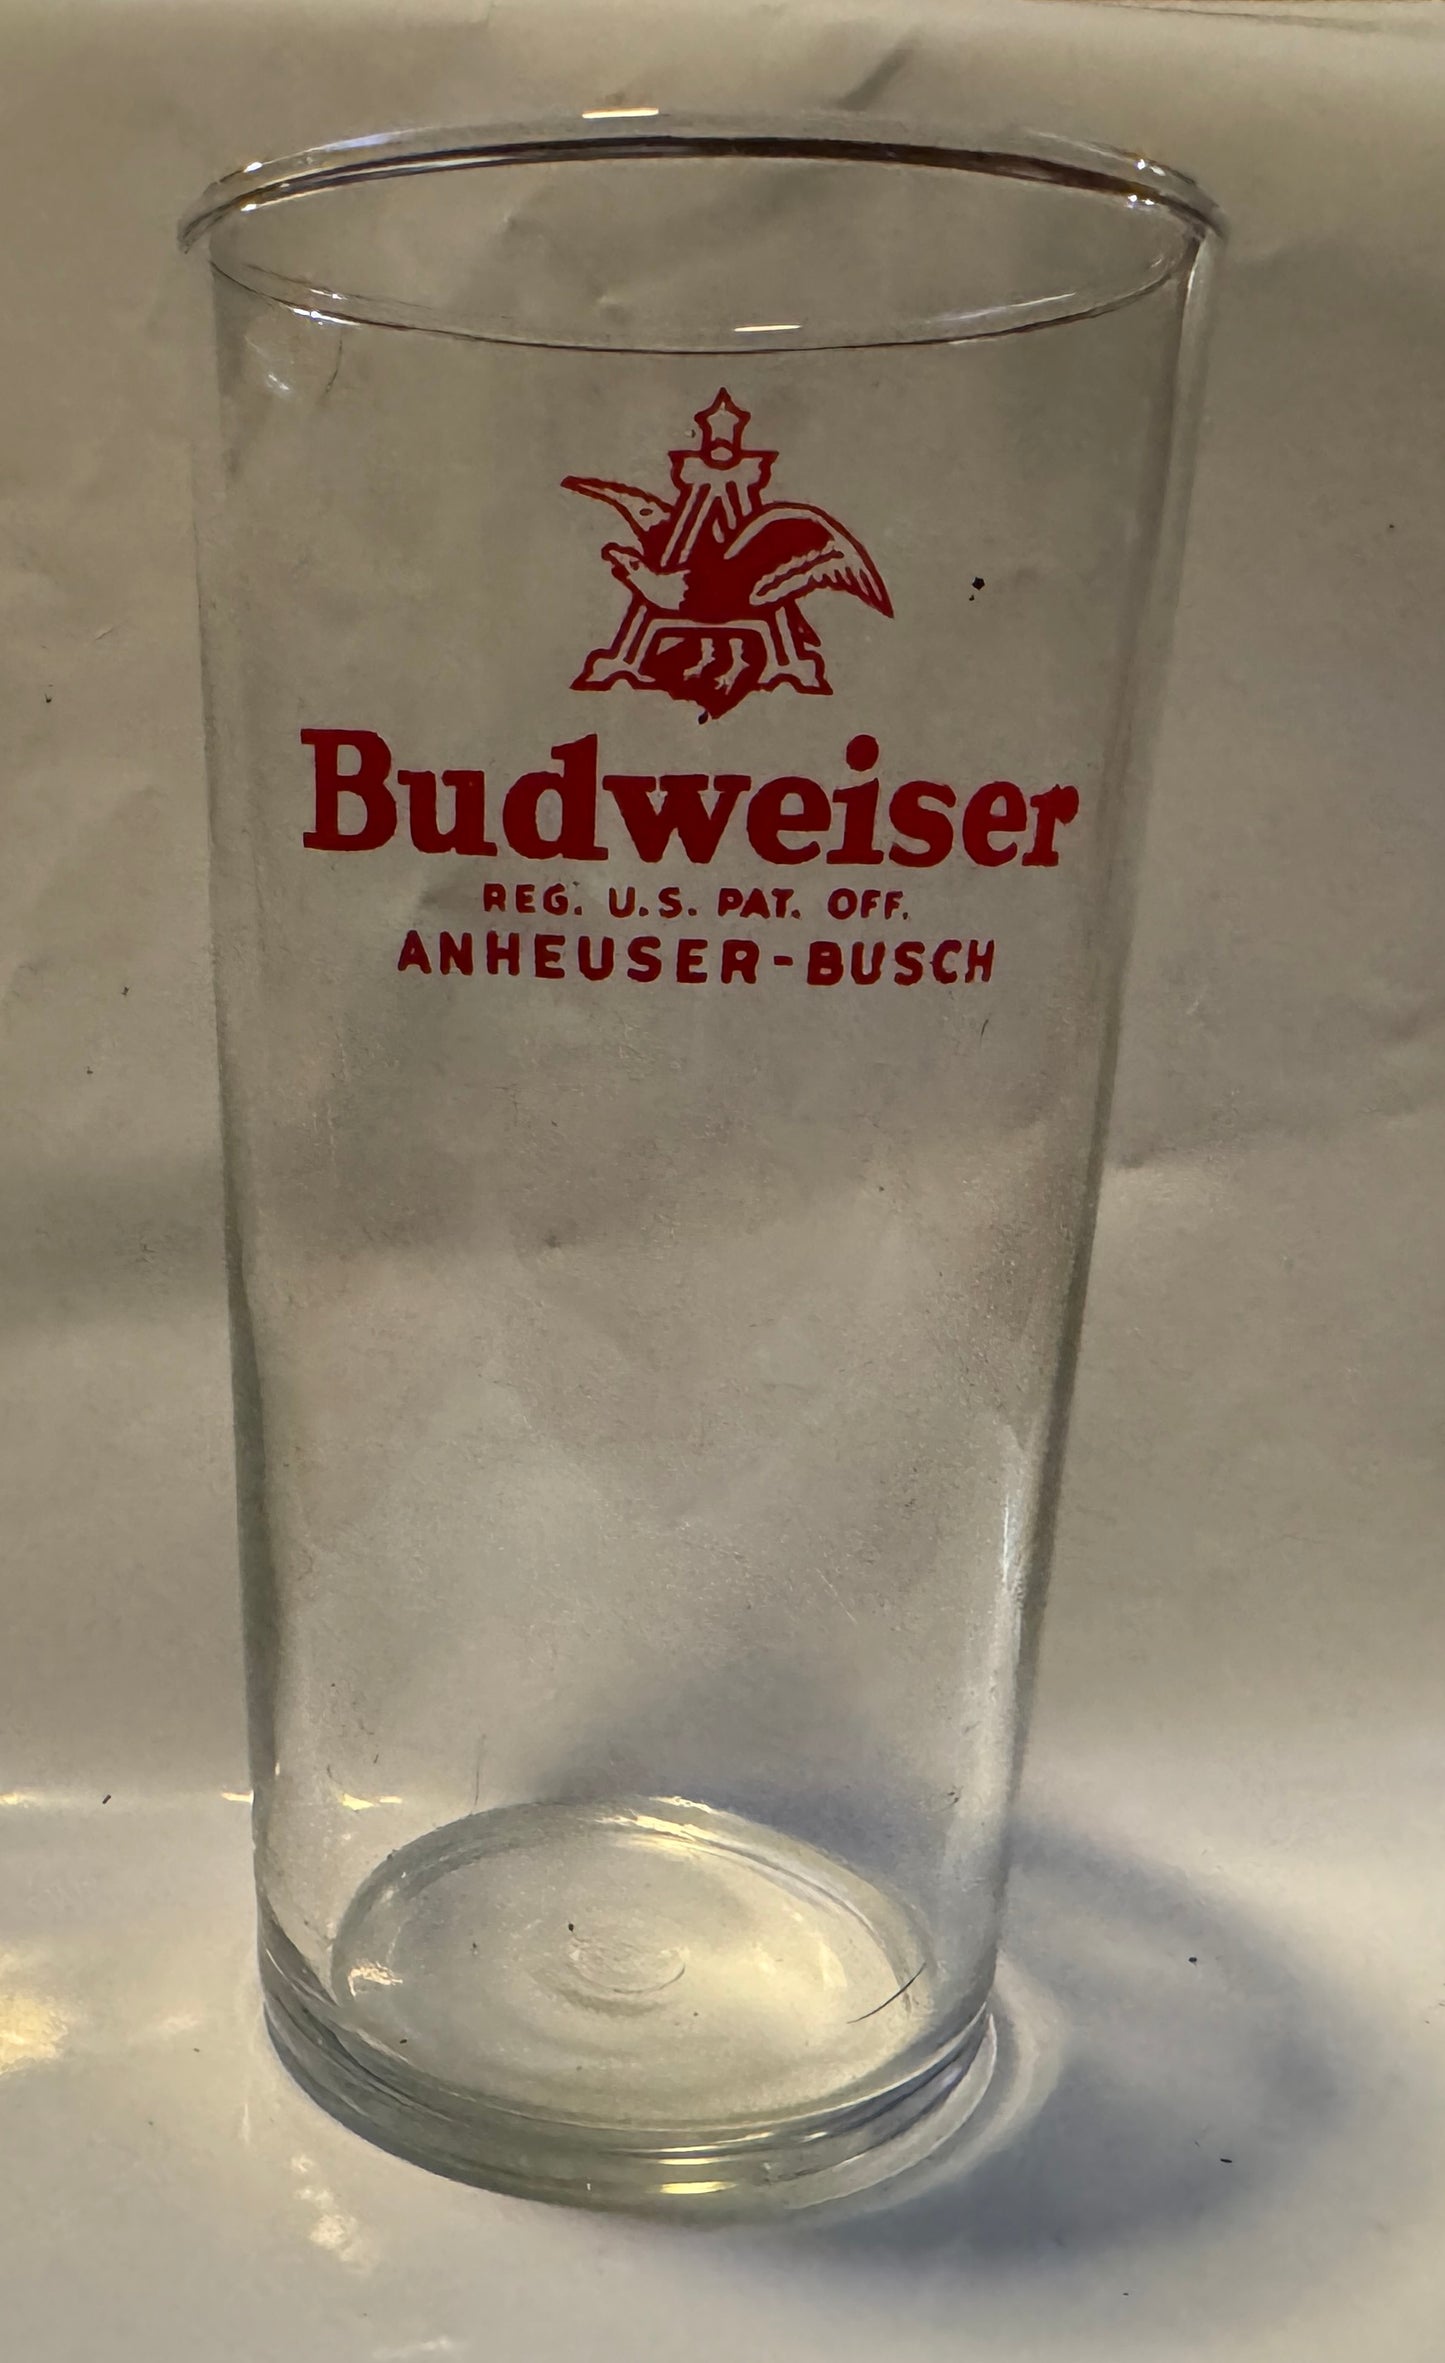 Budweiser
REG. U.S. PAT. OFF.
ANHEUSER-BUSCH